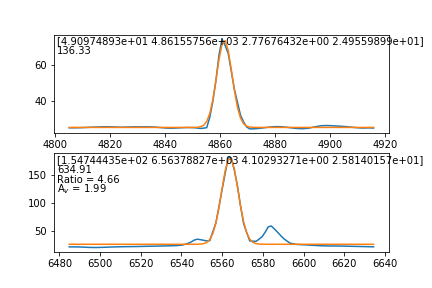 [4.90974893e+01 4.86155756e+03 2.77676432e+00 2.49559899e+01]
136.33
60
40
4800 4820 4840 4860 4880 4900 4920
[1.54744435e+02 6.56378827e+03 4.10293271e+00 2.58140157e+01]
634.91
Ratio = 4.66
Aᵥ = 1.99
150
100
50
6480 6500 6520 6540 6560 6580 6600 6620 6640